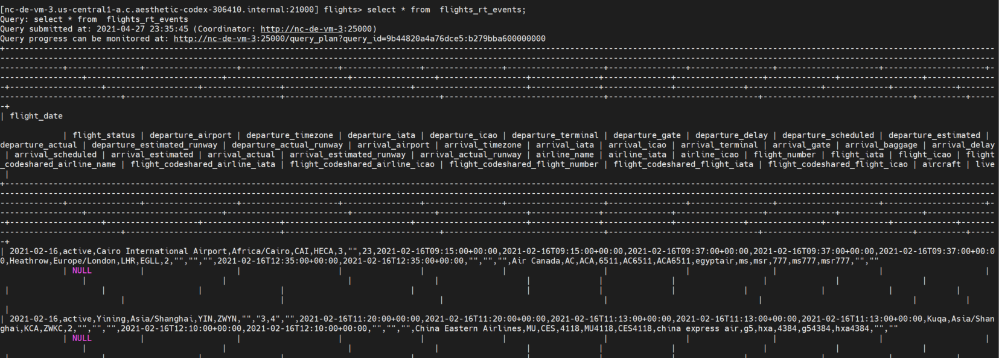 [nc-de-vm-3.us-central1-a.c.aesthetic-codex-306410.internal:21000] flights> select * from  flights_rt_events;
Query: select * from  flights_rt_events
Query submitted at: 2021-04-27 23:35:45 (Coordinator: http://nc-de-vm-3:25000)
Query progress can be monitored at: http://nc-de-vm-3:25000/query_plan?query_id=9b44820a4a76dce5:b279bba600000000
| flight_date
| flight_status | departure_airport | departure_timezone | departure_iata | departure_icao | departure_terminal | departure_gate | departure_delay | departure_scheduled | departure_estimated |
departure_actual | departure_estimated_runway | departure_actual_runway | arrival_airport | arrival_timezone | arrival_iata | arrival_icao | arrival_terminal | arrival_gate | arrival_baggage | arrival_delay
| arrival_scheduled | arrival_estimated | arrival_actual | arrival_estimated_runway | arrival_actual_runway | airline_name | airline_iata | airline_icao | flight_number | flight_iata | flight_icao | flight
_codeshared_airline_name | flight_codeshared_airline_iata | flight_codeshared_airline_icao | flight_codeshared_flight_number | flight_codeshared_flight_iata | flight_codeshared_flight_icao | aircraft | live
|
| 2021-02-16,active,Cairo International Airport,Africa/Cairo,CAI,HECA,3,"",23,2021-02-16T09:15:00+00:00,2021-02-16T09:15:00+00:00,2021-02-16T09:37:00+00:00,2021-02-16T09:37:00+00:00,2021-02-16T09:37:00+00:0
0,Heathrow,Europe/London,LHR,EGLL,2,"","","",2021-02-16T12:35:00+00:00,2021-02-16T12:35:00+00:00,"","","",Air Canada,AC,ACA,6511,AC6511,ACA6511,egyptair,ms,msr,777,ms777,msr777,"",""
| NULL | | | | | | | | | |
| 2021-02-16,active,Yining,Asia/Shanghai,YIN,ZWYN,"","3,4","",2021-02-16T11:20:00+00:00,2021-02-16T11:20:00+00:00,2021-02-16T11:13:00+00:00,2021-02-16T11:13:00+00:00,2021-02-16T11:13:00+00:00,Kuqa,Asia/Shan
ghai,KCA,ZWKC,2,"","","",2021-02-16T12:10:00+00:00,2021-02-16T12:10:00+00:00,"","","",China Eastern Airlines,MU,CES,4118,MU4118,CES4118,china express air,g5,hxa,4384,g54384,hxa4384,"",""
| NULL | | | | | | | | | |